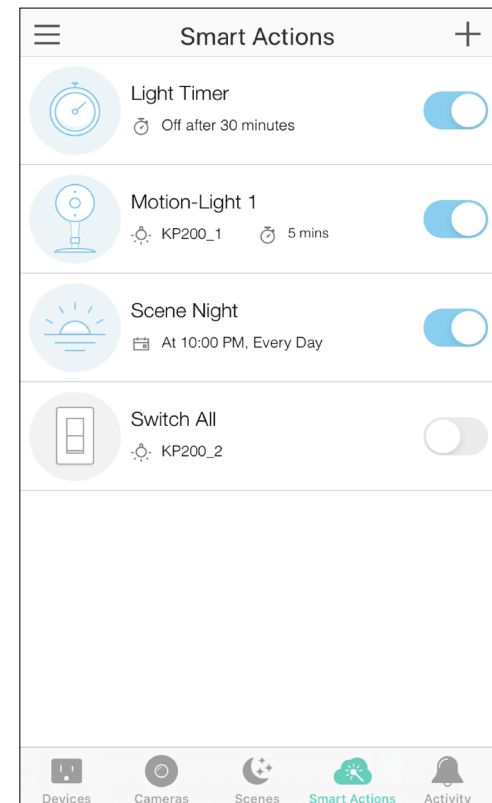 Smart Actions
Light Timer
Off after 30 minutes
Motion-Light 1
KP200_1 5 mins
Scene Night
At 10:00 PM, Every Day
Switch All
KP200_2
Devices Cameras Scenes Smart Actions Activity